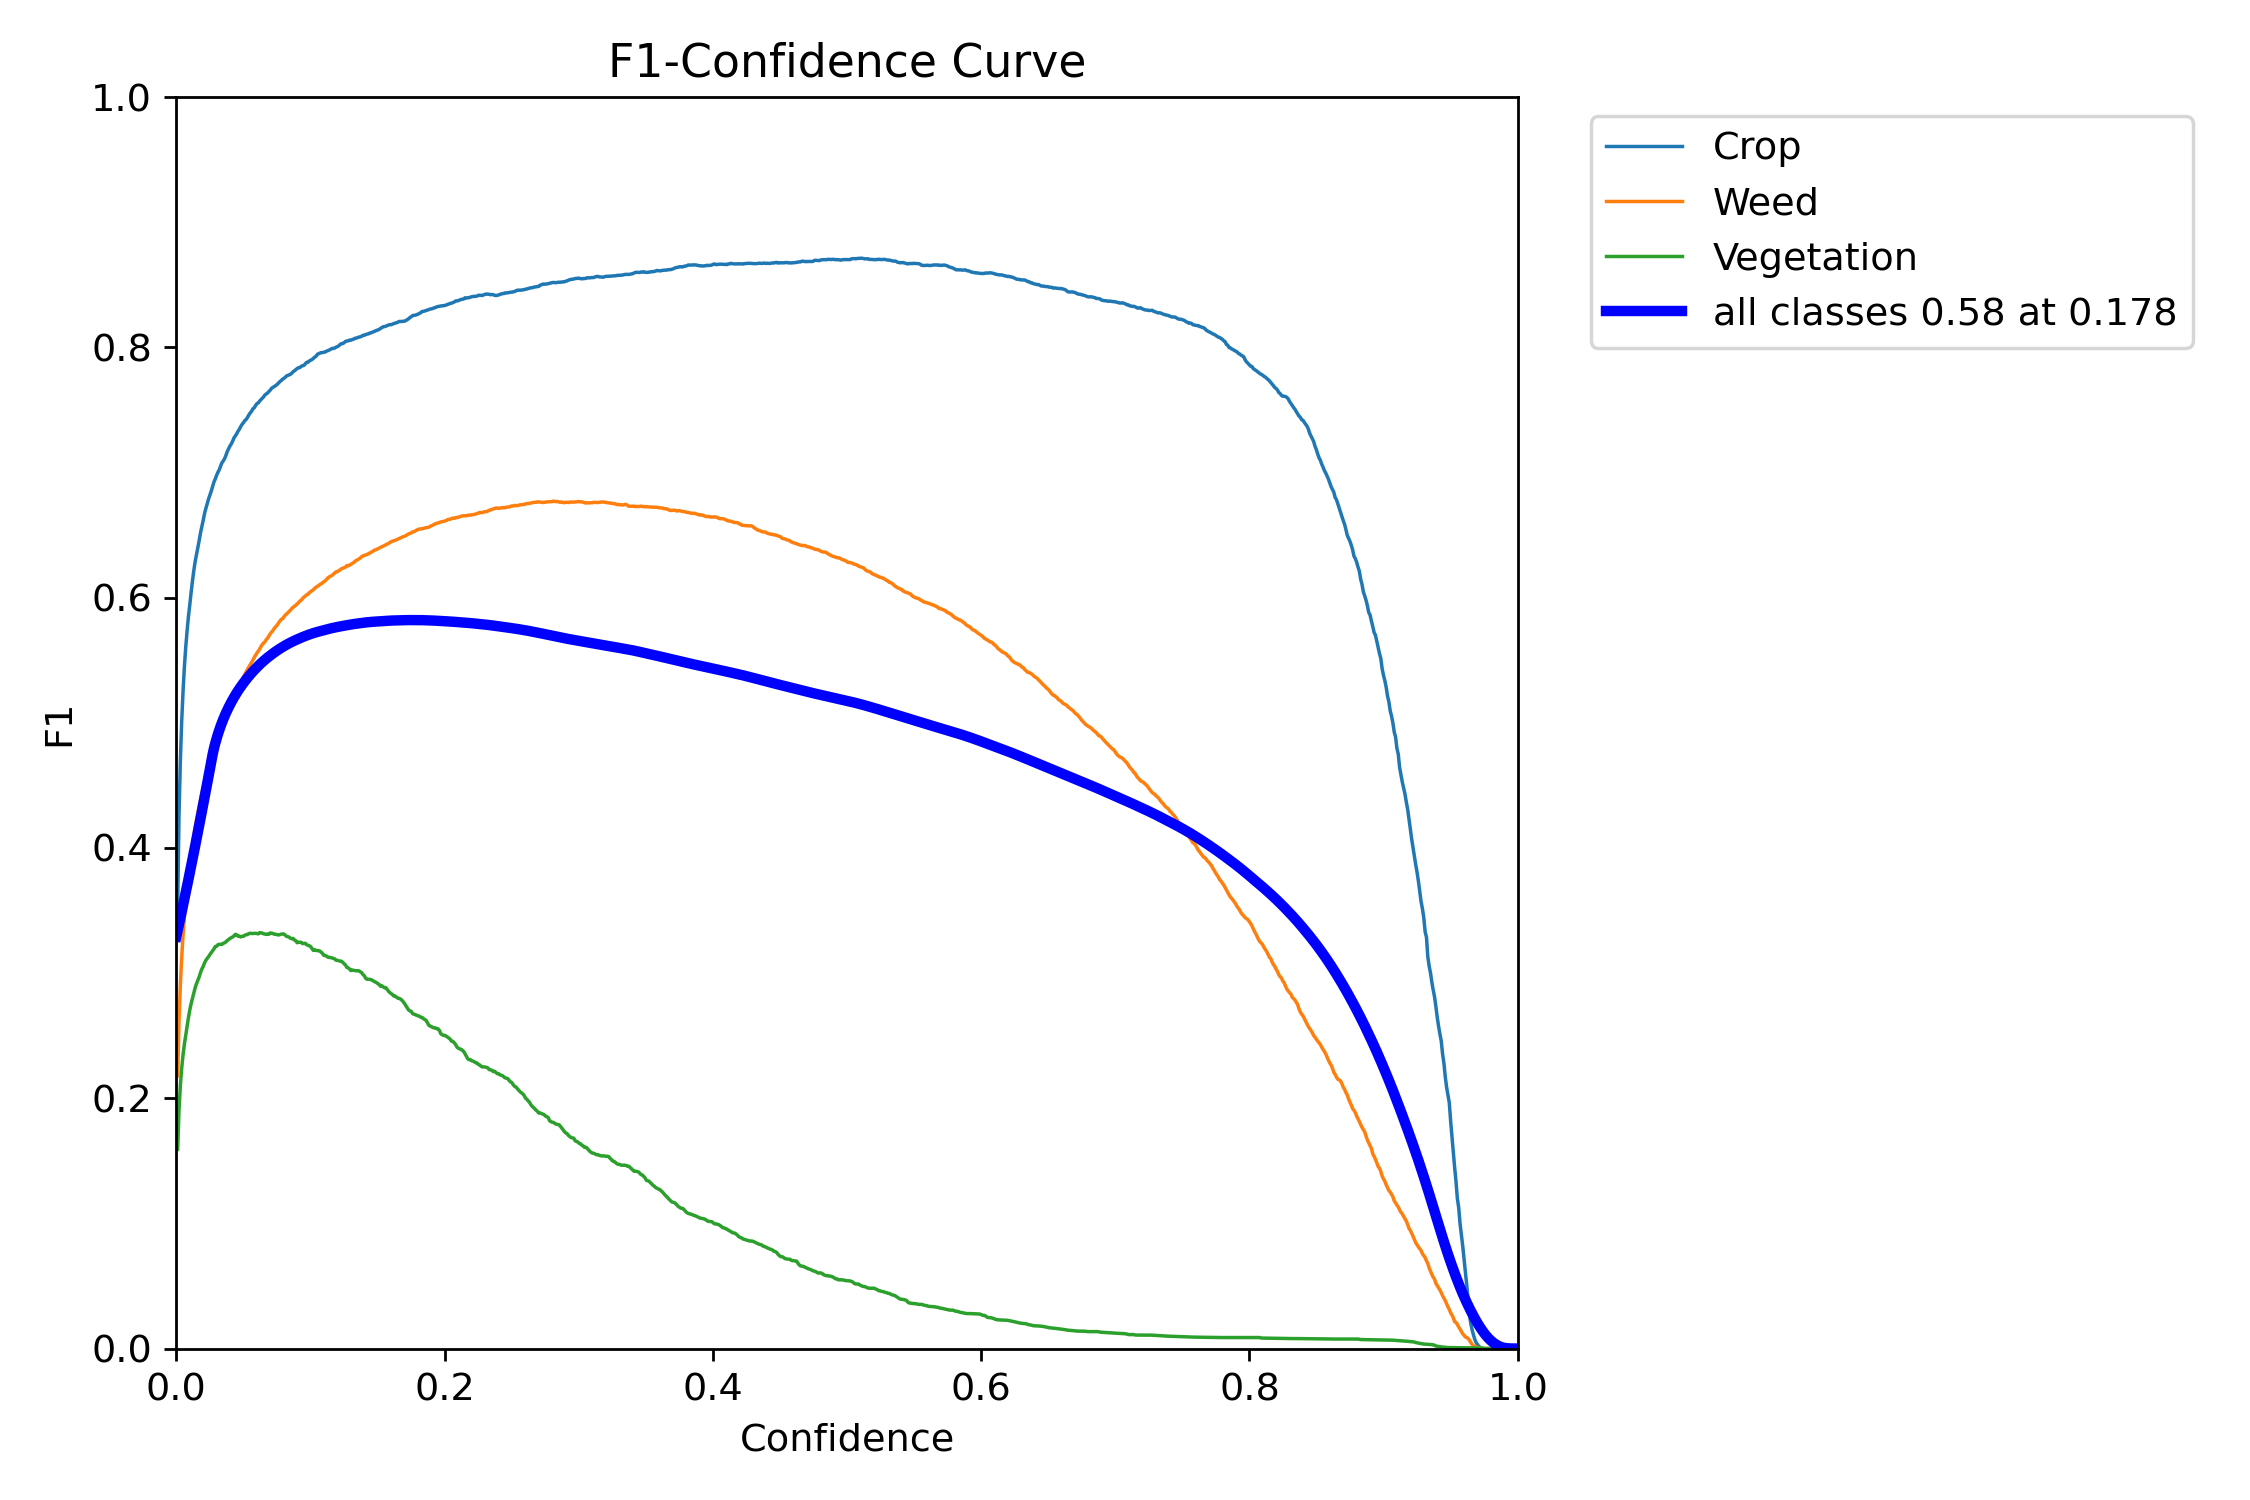 F1-Confidence Curve
1.0
0.8
0.6
0.4
0.2
0.0
F1
0.0 0.2 0.4 0.6 0.8 1.0
Confidence
Crop
Weed
Vegetation
all classes 0.58 at 0.178